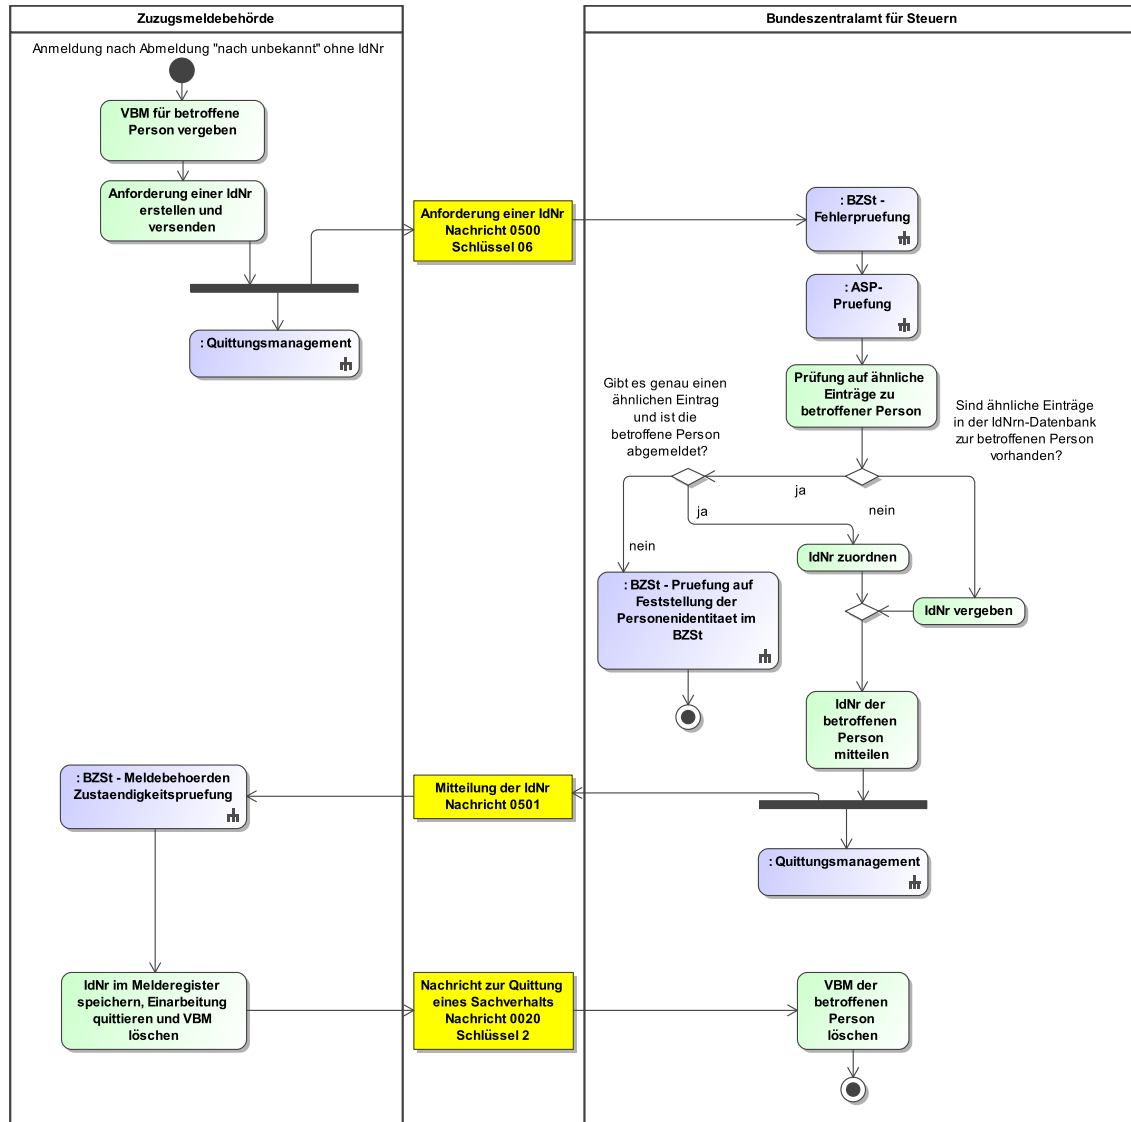 Zuzugsmeldebehörde
Bundeszentralamt für Steuern
Anmeldung nach Abmeldung "nach unbekannt" ohne IdNr
VBM für betroffene
Person vergeben
Anforderung einer IdNr
erstellen und
versenden
: Quittungsmanagement
Anforderung einer IdNr
Nachricht 0500
Schlüssel 06
: BZSt -
Fehlerpruefung
: ASP-
Pruefung
Prüfung auf ähnliche
Einträge zu
betroffener Person
Gibt es genau einen
ähnlichen Eintrag
und ist die
betroffene Person
abgemeldet?
Sind ähnliche Einträge
in der IdNrn-Datenbank
zur betroffenen Person
vorhanden?
ja
nein
ja
nein
IdNr zuordnen
: BZSt - Pruefung auf
Feststellung der
Personenidentitaet im
BZSt
IdNr vergeben
IdNr der
betroffenen
Person
mitteilen
: BZSt - Meldebehoerden
Zustaendigkeitspruefung
Mitteilung der IdNr
Nachricht 0501
: Quittungsmanagement
IdNr im Melderegister
speichern, Einarbeitung
quittieren und VBM
löschen
Nachricht zur Quittung
eines Sachverhalts
Nachricht 0020
Schlüssel 2
VBM der
betroffenen
Person
löschen